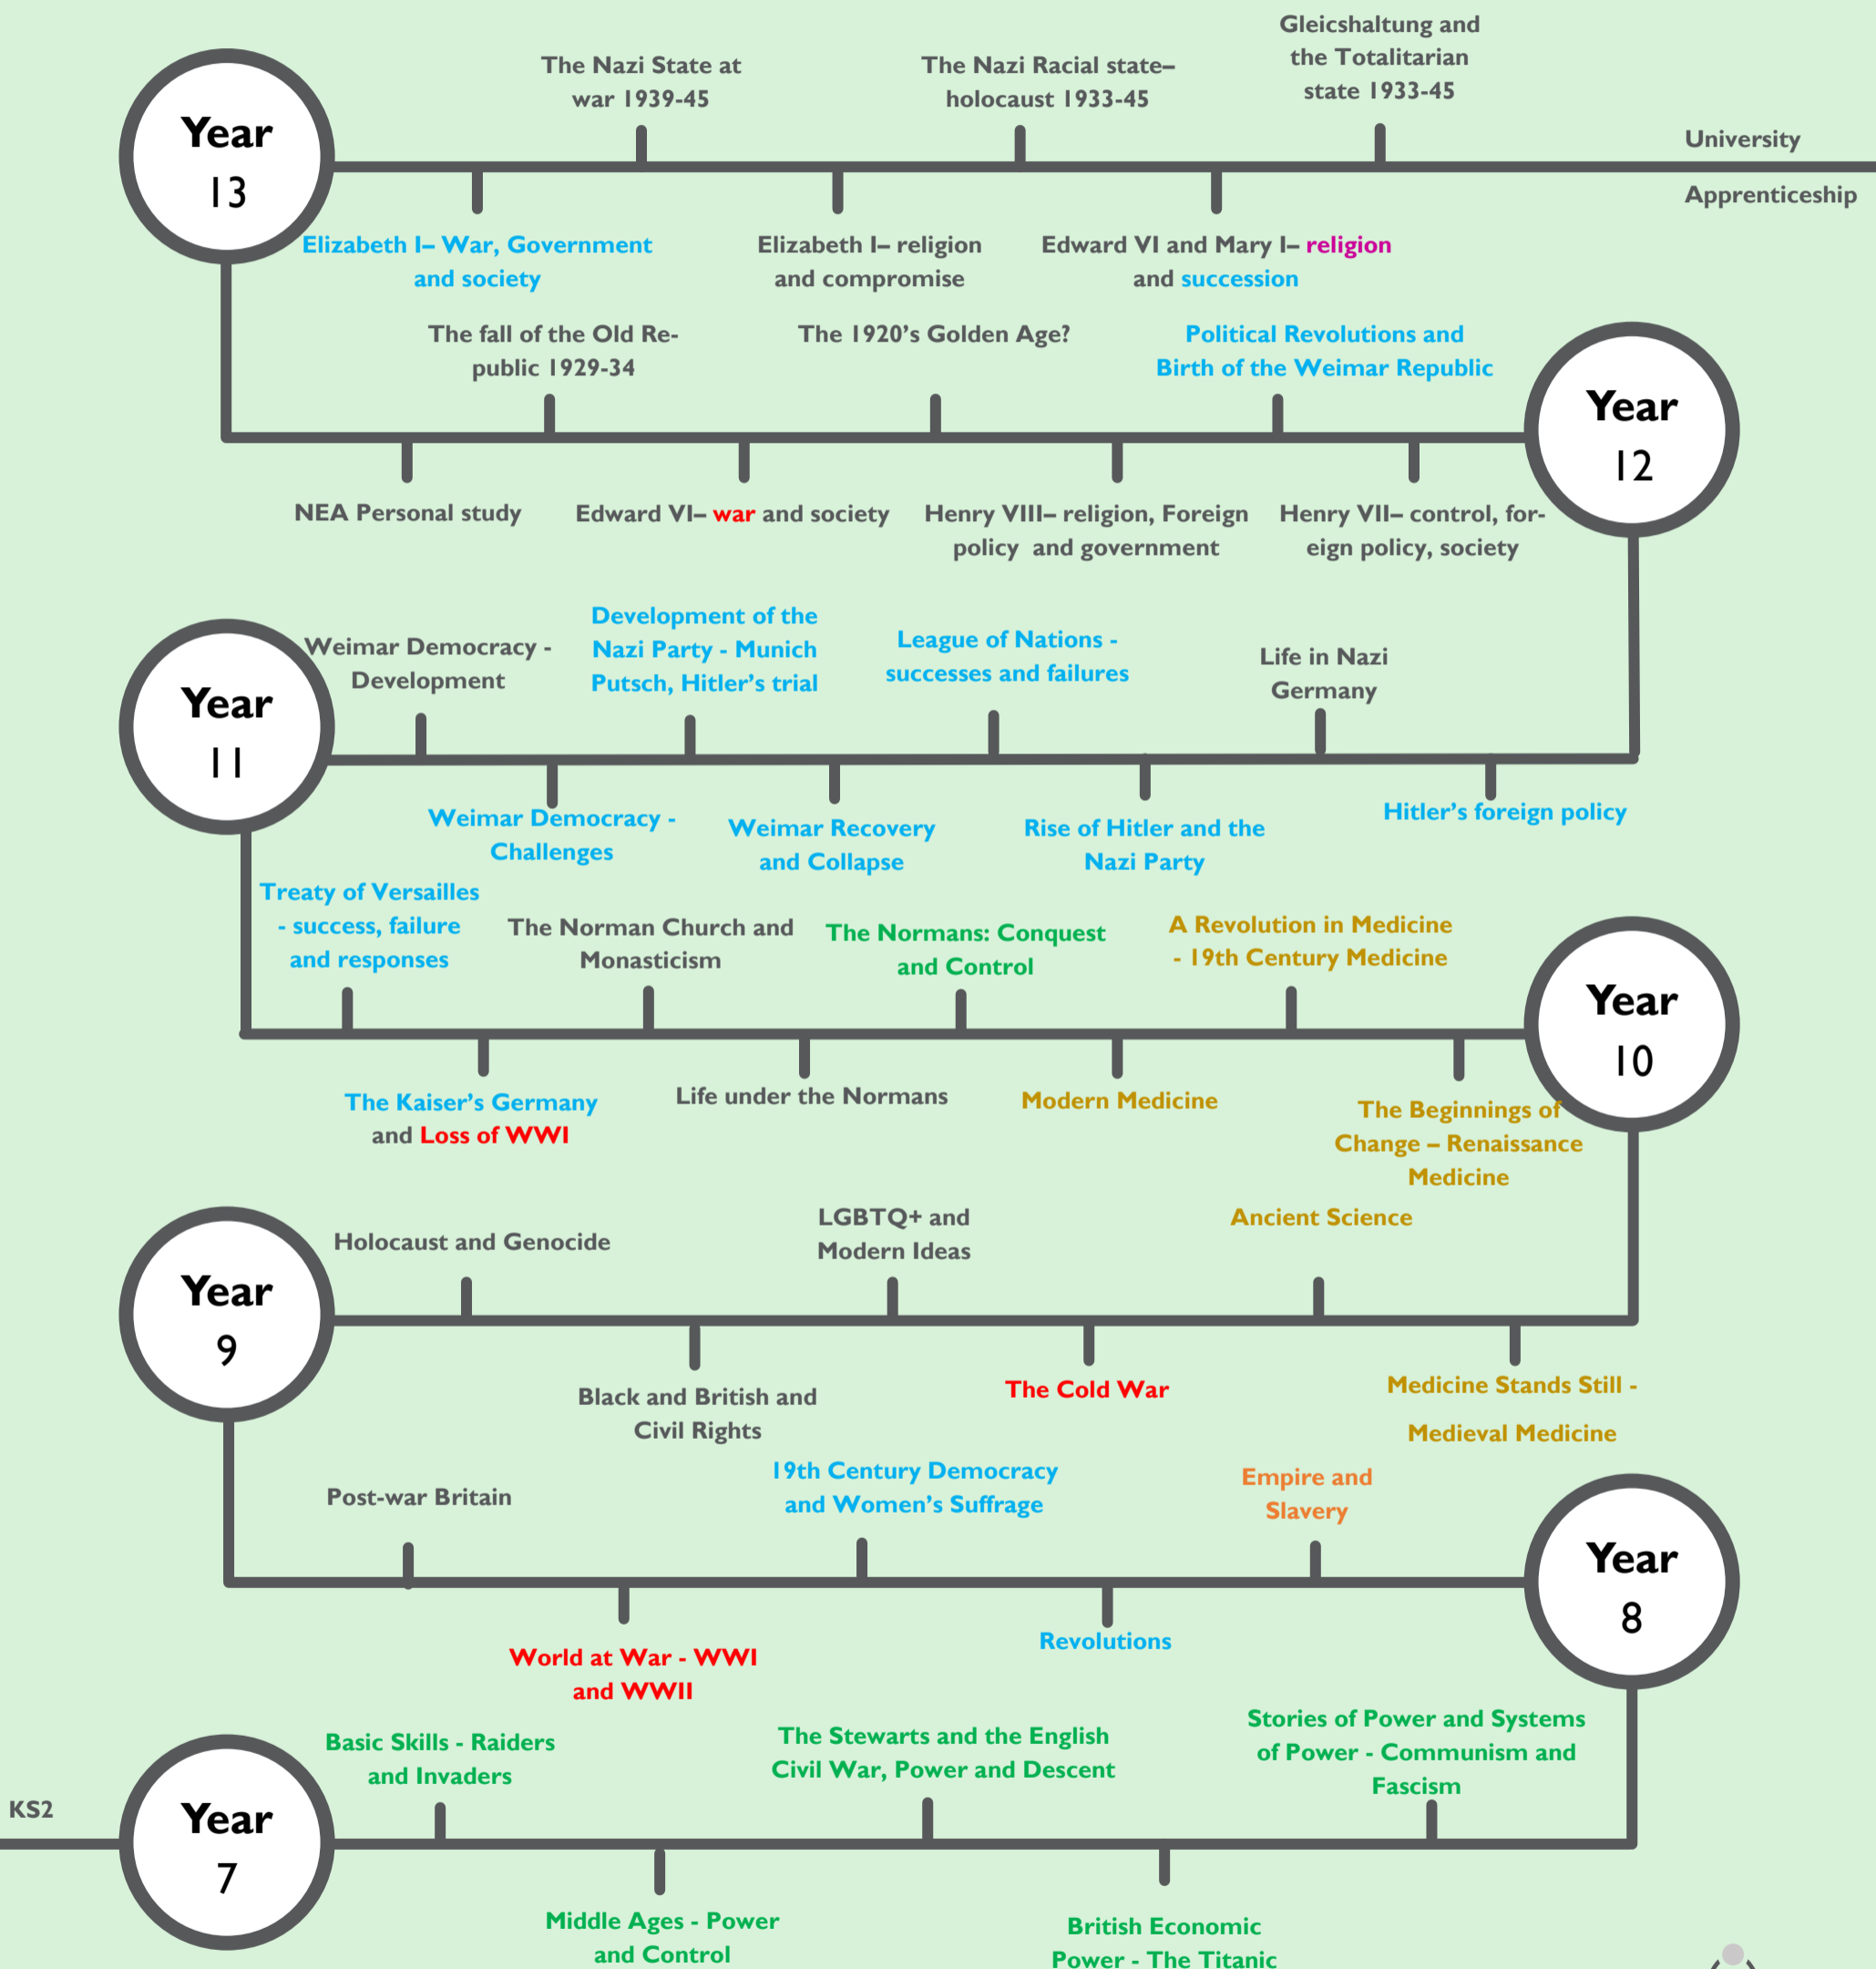 Gleicshaltung and
the Totalitarian
state 1933-45
The Nazi State at
war 1939-45
The Nazi Racial state–
holocaust 1933-45
Year
13
University
Apprenticeship
Elizabeth I– War, Government
and society
Elizabeth I– religion
and compromise
Edward VI and Mary I– religion
and succession
The fall of the Old Re-
public 1929-34
The 1920's Golden Age?
Political Revolutions and
Birth of the Weimar Republic
Year
12
NEA Personal study
Edward VI– war and society
Henry VIII– religion, Foreign
policy and government
Henry VII– control, for-
eign policy, society
Weimar Democracy -
Development
Development of the
Nazi Party - Munich
Putsch, Hitler's trial
League of Nations -
successes and failures
Life in Nazi
Germany
Year
11
Weimar Democracy -
Challenges
Weimar Recovery
and Collapse
Rise of Hitler and the
Nazi Party
Hitler's foreign policy
Treaty of Versailles
- success, failure
and responses
The Norman Church and
Monasticism
The Normans: Conquest
and Control
A Revolution in Medicine
- 19th Century Medicine
Year
10
The Kaiser's Germany
and Loss of WWI
Life under the Normans
Modern Medicine
The Beginnings of
Change – Renaissance
Medicine
Holocaust and Genocide
LGBTQ+ and
Modern Ideas
Ancient Science
Year
9
Black and British and
Civil Rights
The Cold War
Medicine Stands Still -
Medieval Medicine
Post-war Britain
19th Century Democracy
and Women's Suffrage
Empire and
Slavery
Year
8
World at War - WWI
and WWII
Revolutions
Basic Skills - Raiders
and Invaders
The Stewarts and the English
Civil War, Power and Descent
Stories of Power and Systems
of Power - Communism and
Fascism
KS2
Year
7
Middle Ages - Power
and Control
British Economic
Power - The Titanic